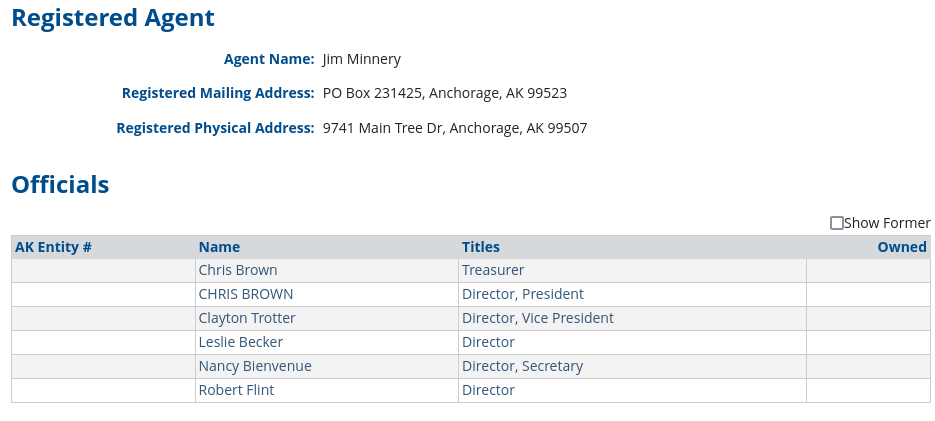 Registered Agent
Agent Name: Jim Minnery
Registered Mailing Address: PO Box 231425, Anchorage, AK 99523
Registered Physical Address: 9741 Main Tree Dr, Anchorage, AK 99507
Officials
Show Former
AK Entity # Name Titles Owned
Chris Brown Treasurer
CHRIS BROWN Director, President
Clayton Trotter Director, Vice President
Leslie Becker Director
Nancy Bienvenue Director, Secretary
Robert Flint Director